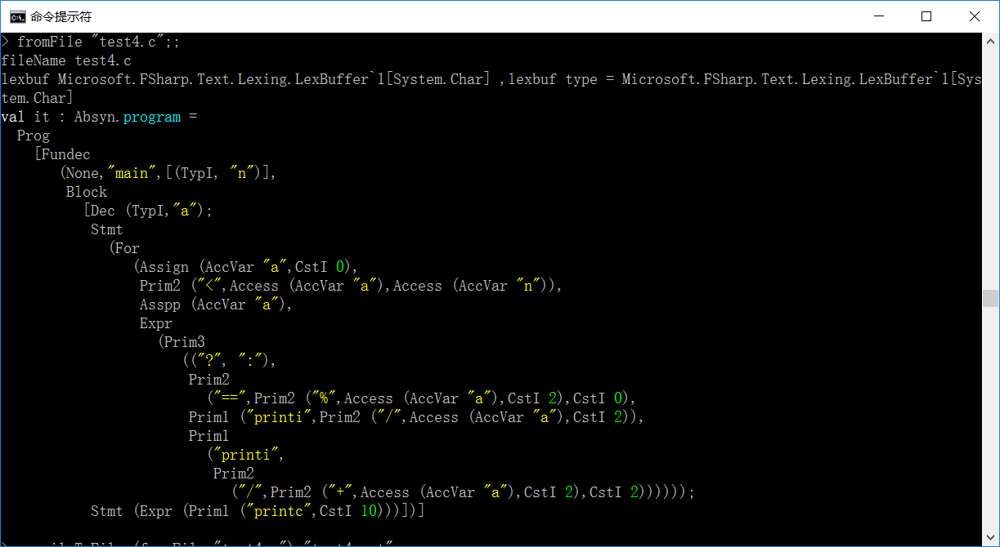 命令提示符
> fromFile "test4.c";;
fileName test4.c
lexbuf Microsoft.FSharp.Text.Lexing.LexBuffer`1[System.Char] ,lexbuf type = Microsoft.FSharp.Text.Lexing.LexBuffer`1[Sys
tem.Char]
val it : Absyn.program =
  Prog
    [Fundec
       (None,"main",[(TypI, "n")],
        Block
          [Dec (TypI,"a");
           Stmt
             (For
                (Assign (AccVar "a",CstI 0),
                 Prim2 ("<",Access (AccVar "a"),Access (AccVar "n")),
                 Asspp (AccVar "a"),
                 Expr
                   (Prim3
                      (("?", ":"),
                       Prim2
                         ("==",Prim2 ("%",Access (AccVar "a"),CstI 2),CstI 0),
                       Prim1 ("printi",Prim2 ("/",Access (AccVar "a"),CstI 2)),
                       Prim1
                         ("printi",
                          Prim2
                            ("/",Prim2 ("+",Access (AccVar "a"),CstI 2),CstI 2))))));
           Stmt (Expr (Prim1 ("printc",CstI 10)))])]